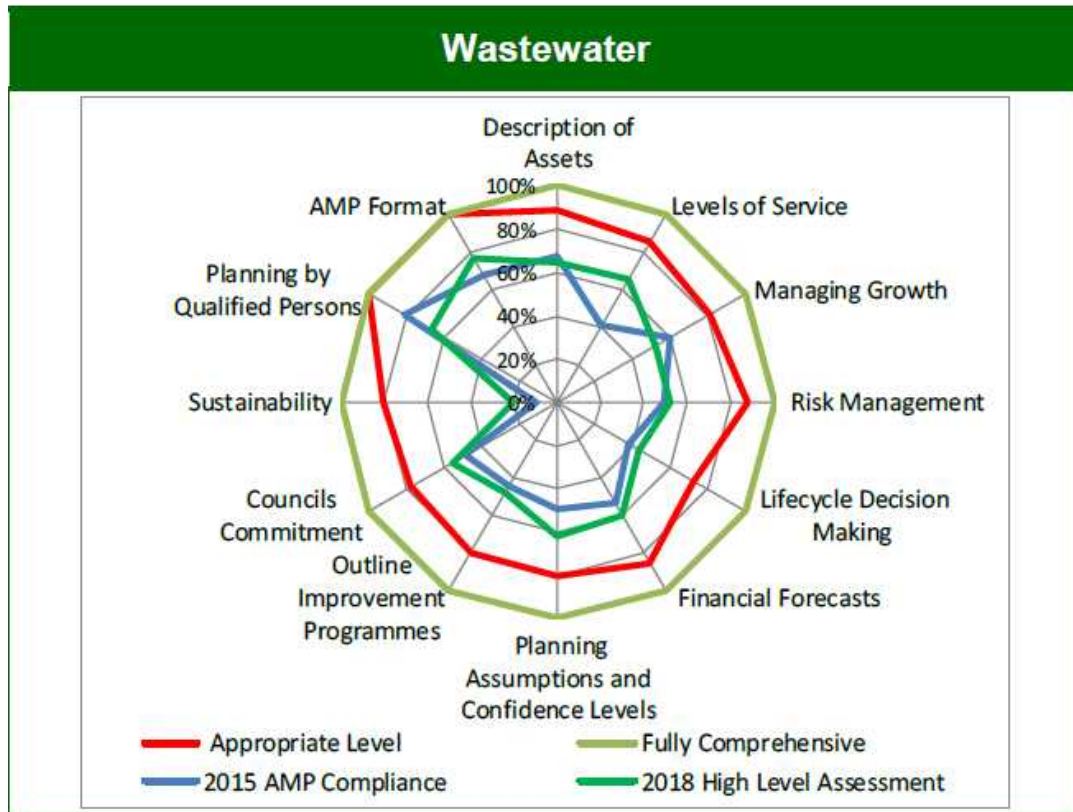 Wastewater
Description of
Assets
100%
AMP Format
Levels of Service
80%
Planning by
Qualified Persons
60%
Managing Growth
40%
20%
Sustainability
0%
Risk Management
Councils
Commitment
Lifecycle Decision
Making
Outline
Improvement
Programmes
Financial Forecasts
Planning
Assumptions and
Confidence Levels
Appropriate Level
Fully Comprehensive
2015 AMP Compliance
2018 High Level Assessment